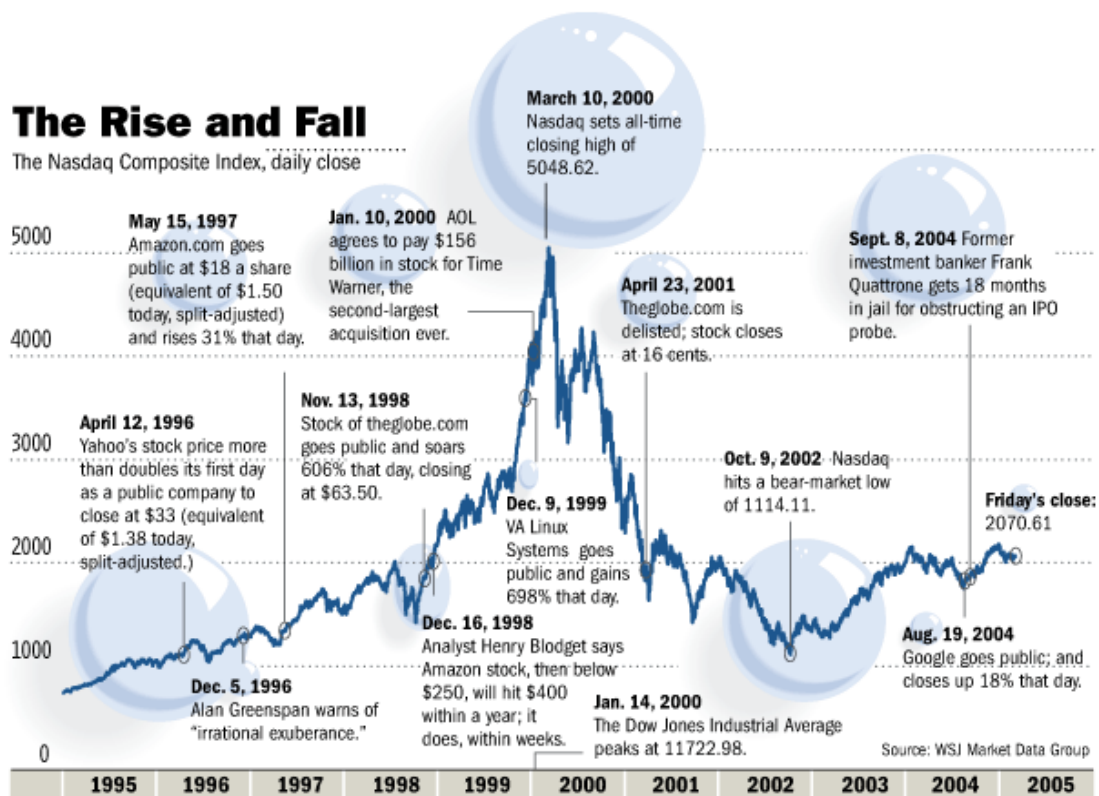 The Rise and Fall
The Nasdaq Composite Index, daily close
March 10, 2000
Nasdaq sets all-time
closing high of
5048.62.
May 15, 1997
Amazon.com goes
public at $18 a share
(equivalent of $1.50
today, split-adjusted)
and rises 31% that day.
Jan. 10, 2000 AOL
agrees to pay $156
billion in stock for Time
Warner, the
second-largest
acquisition ever.
Sept. 8, 2004 Former
investment banker Frank
Quattrone gets 18 months
in jail for obstructing an IPO
probe.
April 23, 2001
Theglobe.com is
delisted; stock closes
at 16 cents.
April 12, 1996
Yahoo's stock price more
than doubles its first day
as a public company to
close at $33 (equivalent
of $1.38 today,
split-adjusted.)
Nov. 13, 1998
Stock of theglobe.com
goes public and soars
606% that day, closing
at $63.50.
Dec. 9, 1999
VA Linux
Systems goes
public and gains
698% that day.
Oct. 9, 2002 Nasdaq
hits a bear-market low
of 1114.11.
Friday's close:
2070.61
Dec. 5, 1996
Alan Greenspan warns of
"irrational exuberance."
Dec. 16, 1998
Analyst Henry Blodget says
Amazon stock, then below
$250, will hit $400
within a year; it
does, within weeks.
Jan. 14, 2000
The Dow Jones Industrial Average
peaks at 11722.98.
Aug. 19, 2004
Google goes public; and
closes up 18% that day.
Source: WSJ Market Data Group
5000
4000
3000
2000
1000
0
1995 1996 1997 1998 1999 2000 2001 2002 2003 2004 2005